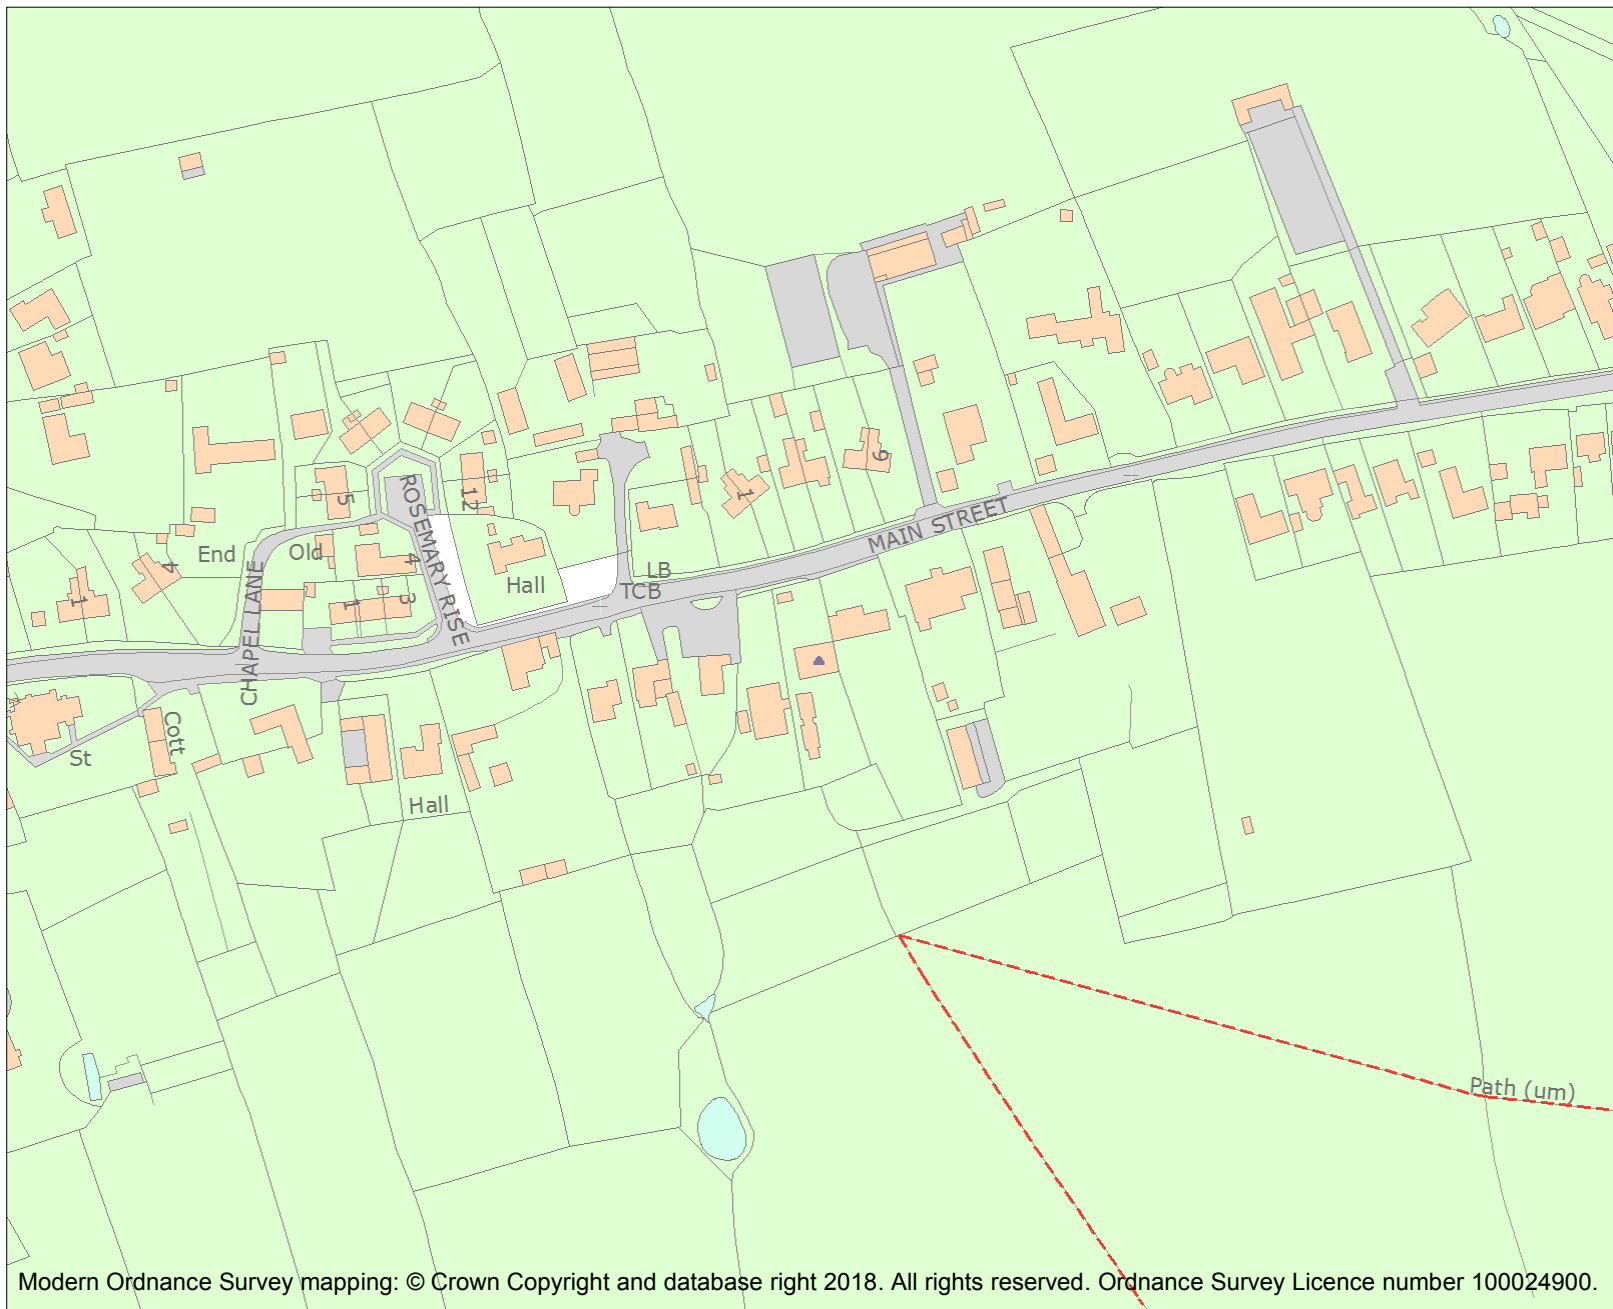 MAIN STREET
9
1
12
5
ROSEMARY RISE
End
Old
4
4
Hall
LB
TCB
1
1
3
CHAPEL LANE
Cott
St
Hall
Path (um)
Modern Ordnance Survey mapping: © Crown Copyright and database right 2018. All rights reserved. Ordnance Survey Licence number 100024900.